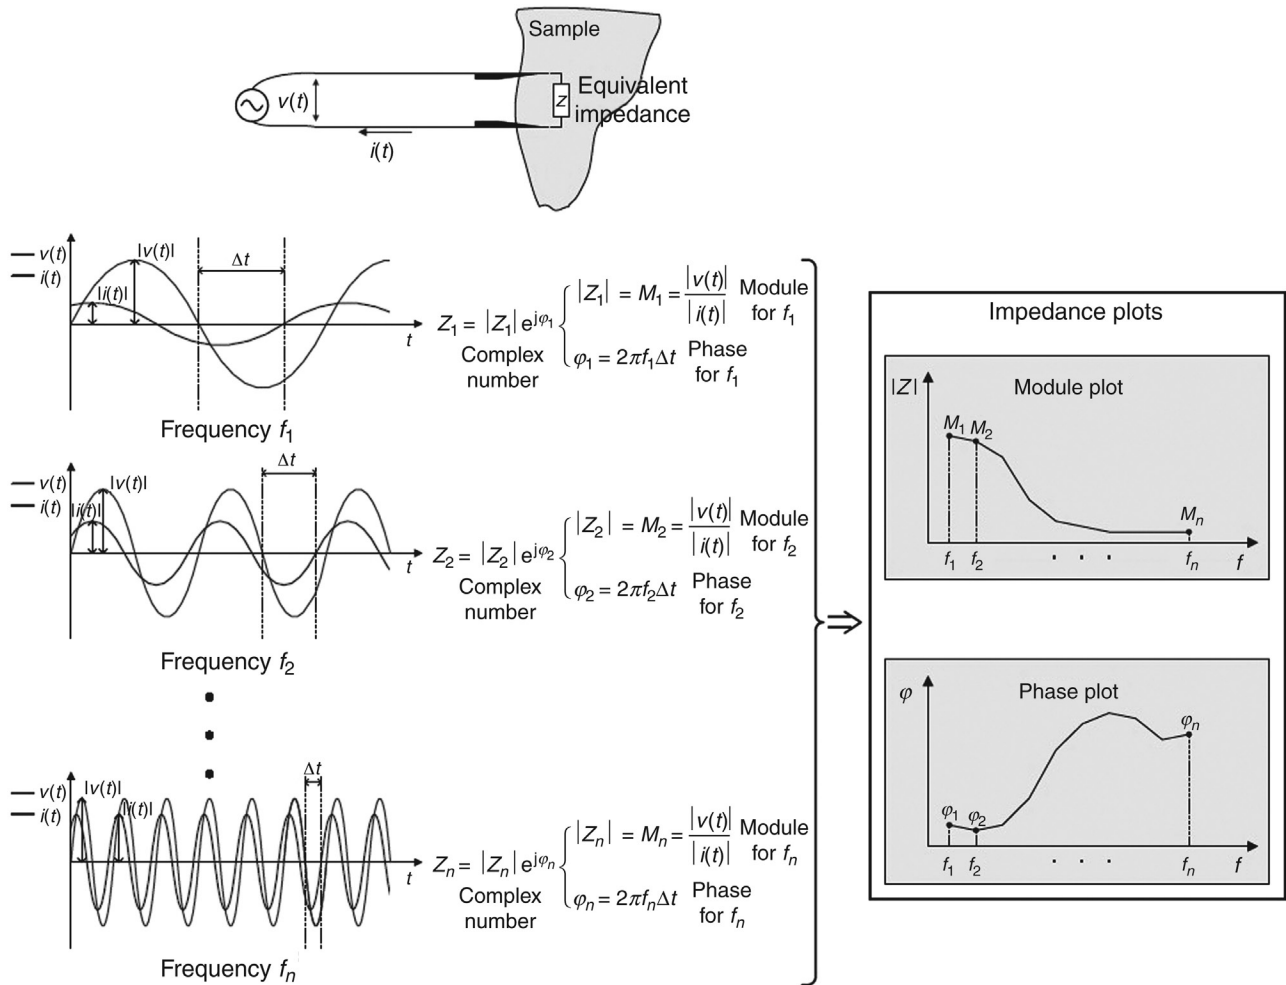 Sample
Equivalent
impedance
Z
v(t)
i(t)
v(t)
i(t)
|v(t)|
|i(t)|
Δt
t
Frequency f₁
Z₁ = |Z₁| e^jφ₁
Complex
number
|Z₁| = M₁ = |v(t)| / |i(t)|
Module
for f₁
φ₁ = 2πf₁Δt
Phase
for f₁
v(t)
i(t)
|v(t)|
|i(t)|
Δt
t
Frequency f₂
Z₂ = |Z₂| e^jφ₂
Complex
number
|Z₂| = M₂ = |v(t)| / |i(t)|
Module
for f₂
φ₂ = 2πf₂Δt
Phase
for f₂
v(t)
i(t)
|v(t)|
|i(t)|
Δt
t
Frequency fₙ
Zₙ = |Zₙ| e^jφₙ
Complex
number
|Zₙ| = Mₙ = |v(t)| / |i(t)|
Module
for fₙ
φₙ = 2πfₙΔt
Phase
for fₙ
Impedance plots
|Z|
Module plot
M₁ M₂
Mₙ
f₁ f₂ . . . fₙ f
φ
Phase plot
φ₁ φ₂
φₙ
f₁ f₂ . . . fₙ f